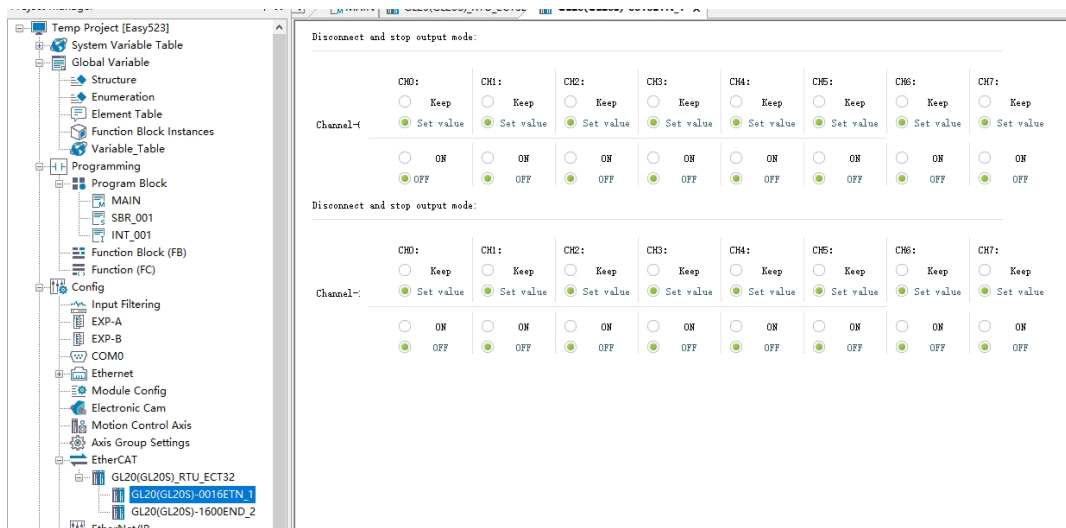 MAIN
Temp Project [Easy523]
System Variable Table
Global Variable
Structure
Enumeration
Element Table
Function Block Instances
Variable_Table
Programming
Program Block
MAIN
SBR_001
INT_001
Function Block (FB)
Function (FC)
Config
Input Filtering
EXP-A
EXP-B
COM0
Ethernet
Module Config
Electronic Cam
Motion Control Axis
Axis Group Settings
EtherCAT
GL20(GL20S)_RTU_ECT32
GL20(GL20S)-0016ETN_1
GL20(GL20S)-1600END_2
Disconnect and stop output mode:
CH0: CH1: CH2: CH3: CH4: CH5: CH6: CH7:
Keep Keep Keep Keep Keep Keep Keep Keep
Channel-
Set value Set value Set value Set value Set value Set value Set value Set value
ON ON ON ON ON ON ON ON
OFF OFF OFF OFF OFF OFF OFF OFF
Disconnect and stop output mode:
CH0: CH1: CH2: CH3: CH4: CH5: CH6: CH7:
Keep Keep Keep Keep Keep Keep Keep Keep
Channel-
Set value Set value Set value Set value Set value Set value Set value Set value
ON ON ON ON ON ON ON ON
OFF OFF OFF OFF OFF OFF OFF OFF